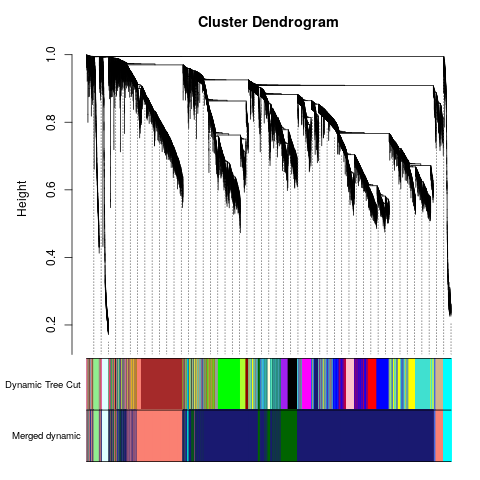 Cluster Dendrogram
Height
1.0
0.8
0.6
0.4
0.2
Dynamic Tree Cut
Merged dynamic